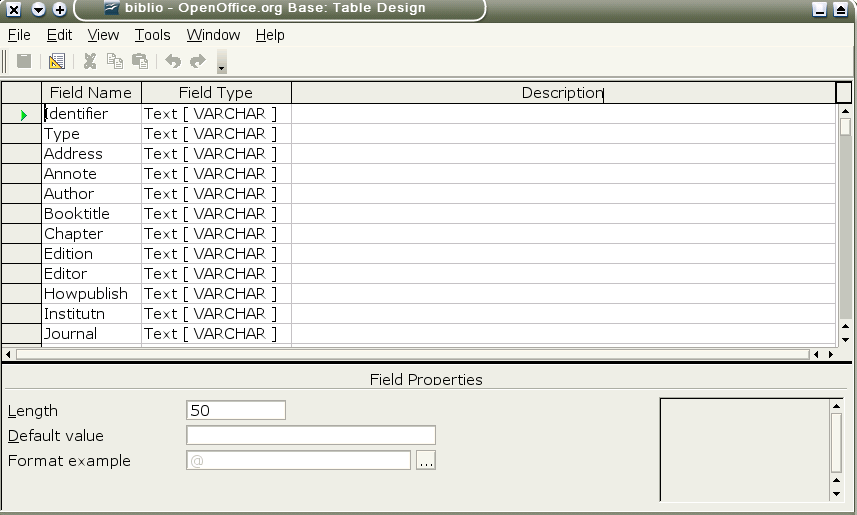 biblio - OpenOffice.org Base: Table Design
File Edit View Tools Window Help
Field Name Field Type Description
Identifier Text [ VARCHAR ]
Type Text [ VARCHAR ]
Address Text [ VARCHAR ]
Annote Text [ VARCHAR ]
Author Text [ VARCHAR ]
Booktitle Text [ VARCHAR ]
Chapter Text [ VARCHAR ]
Edition Text [ VARCHAR ]
Editor Text [ VARCHAR ]
Howpublish Text [ VARCHAR ]
Institutn Text [ VARCHAR ]
Journal Text [ VARCHAR ]
Field Properties
Length 50
Default value
Format example @ ...